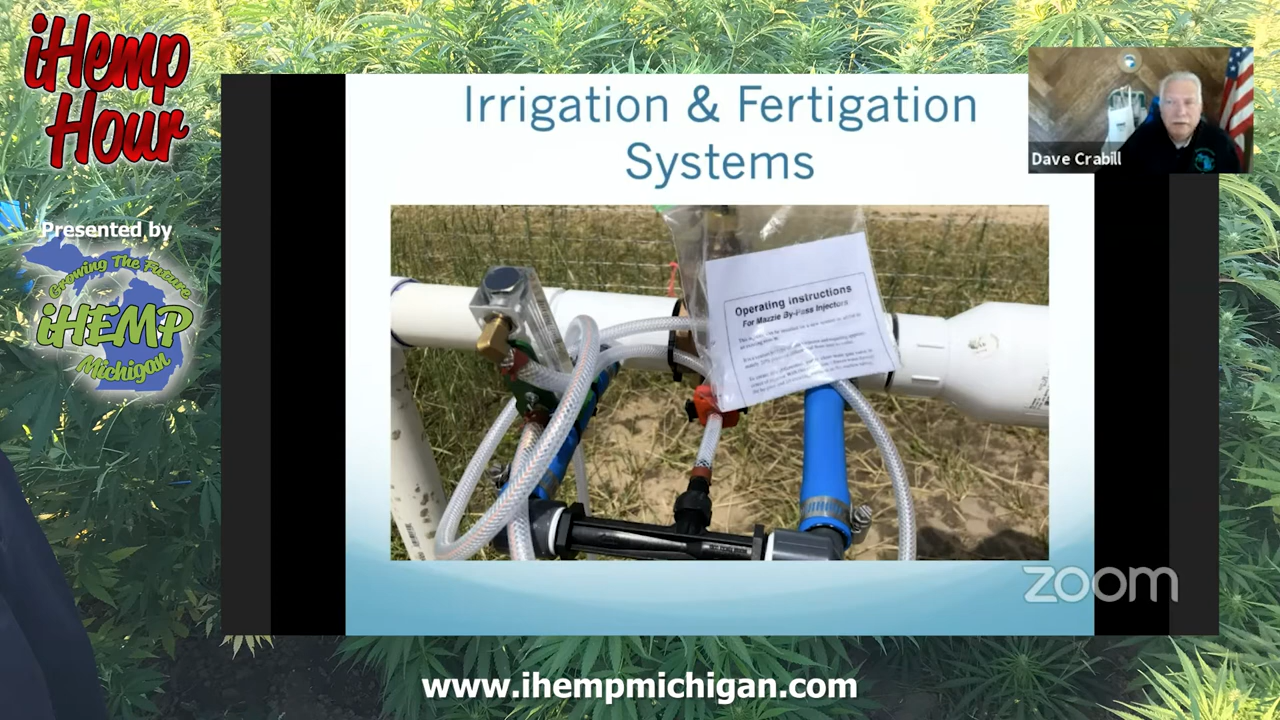 iHemp
Hour
Presented by
Growing The Future
iHEMP
Michigan
Irrigation & Fertigation
Systems
Dave Crabill
Operating Instructions
For Mazzie By-Pass Injectors
zoom
www.ihempmichigan.com